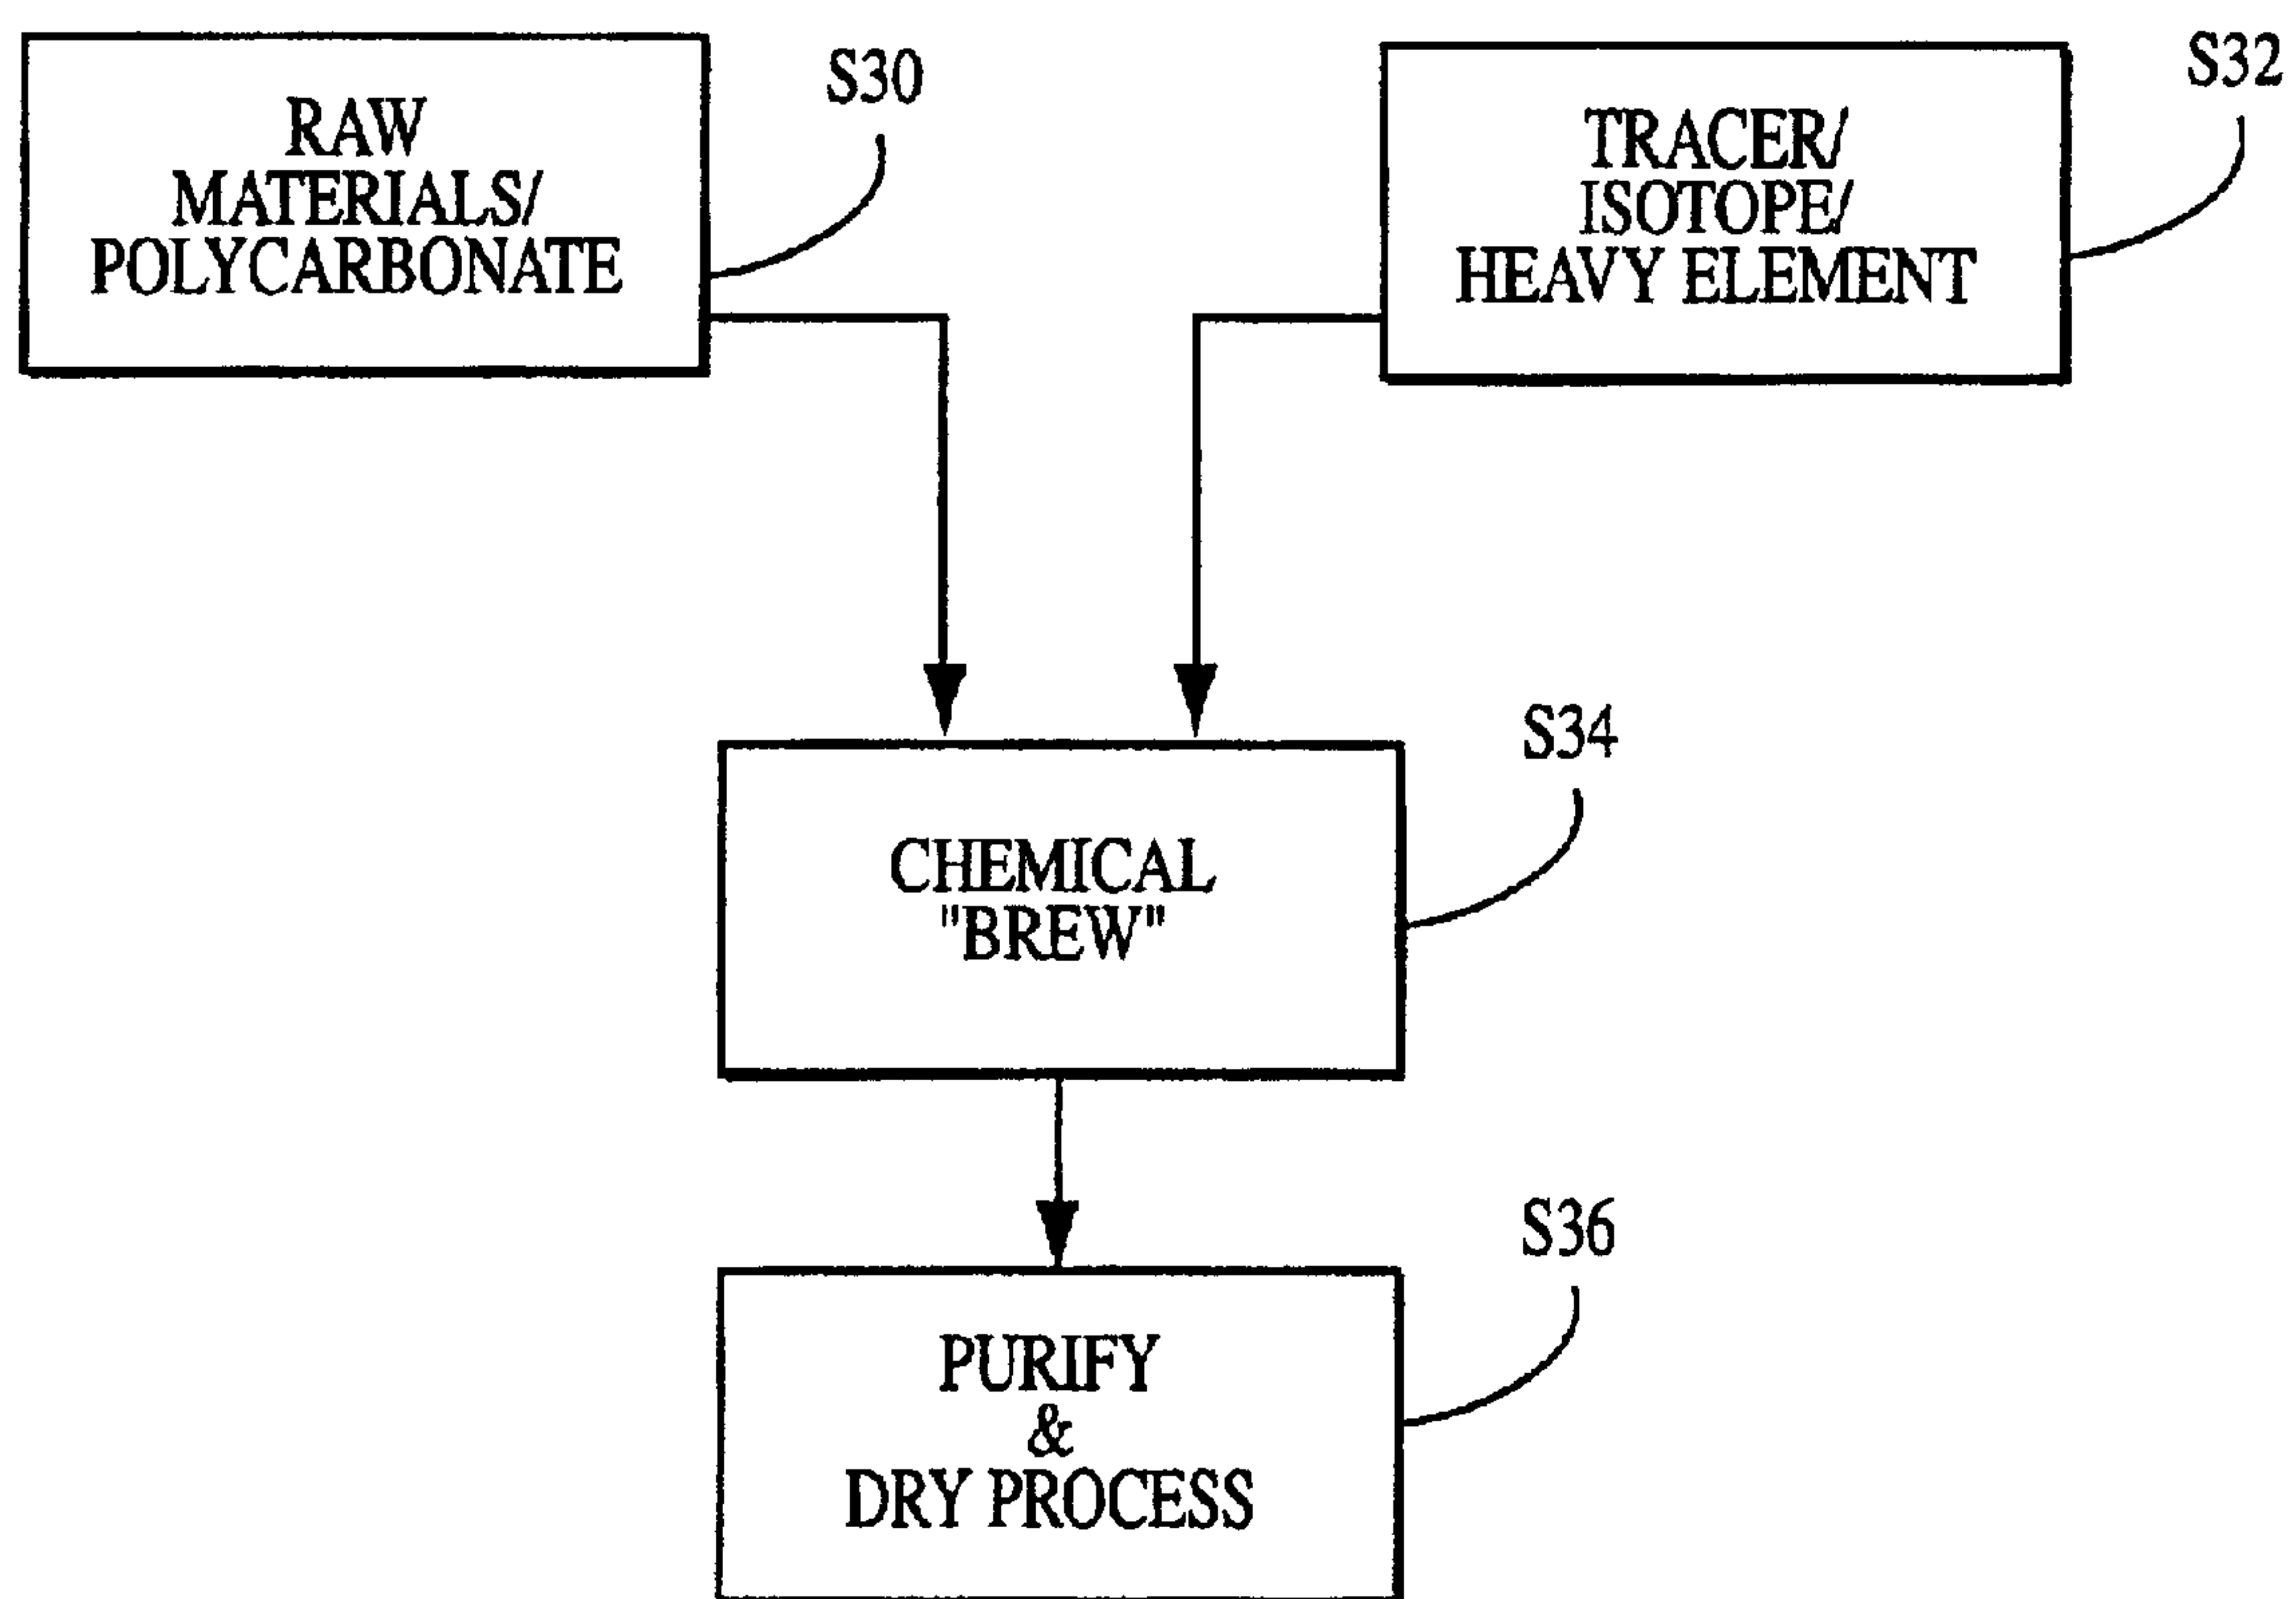 RAW
MATERIALS/
POLYCARBONATE
S30
TRACER/
ISOTOPE/
HEAVY ELEMENT
S32
CHEMICAL
"BREW"
S34
PURIFY
&
DRY PROCESS
S36